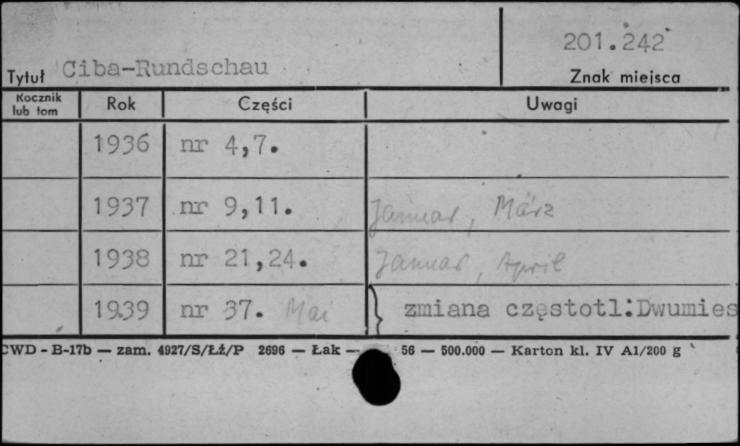 201.242
Tytuł Ciba-Rundschau
Znak miejsca
Rocznik lub tom Rok Części Uwagi
1936 nr 4,7.
1937 nr 9,11. Januar, März
1938 nr 21,24. Januar, April
1939 nr 37. Mai zmiana częstotl:Dwumies
CWD - B-17b — zam. 4927/S/Łź/P 2696 — Łak — 56 — 500.000 — Karton kl. IV A1/200 g